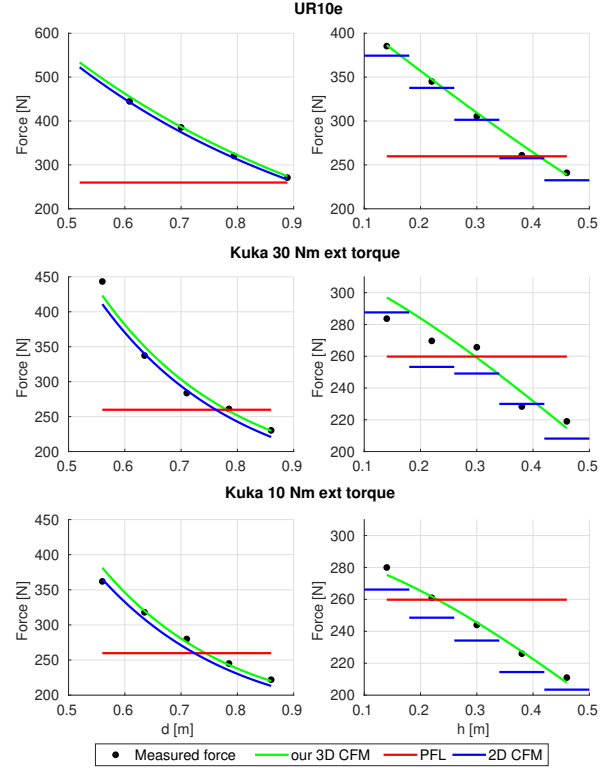 UR10e
600
500
400
300
200
Force [N]
0.5 0.6 0.7 0.8 0.9
400
350
300
250
200
Force [N]
0.1 0.2 0.3 0.4 0.5
Kuka 30 Nm ext torque
450
400
350
300
250
200
Force [N]
0.5 0.6 0.7 0.8 0.9
300
280
260
240
220
200
Force [N]
0.1 0.2 0.3 0.4 0.5
Kuka 10 Nm ext torque
450
400
350
300
250
200
Force [N]
0.5 0.6 0.7 0.8 0.9
d [m]
300
280
260
240
220
200
Force [N]
0.1 0.2 0.3 0.4 0.5
h [m]
Measured force our 3D CFM PFL 2D CFM